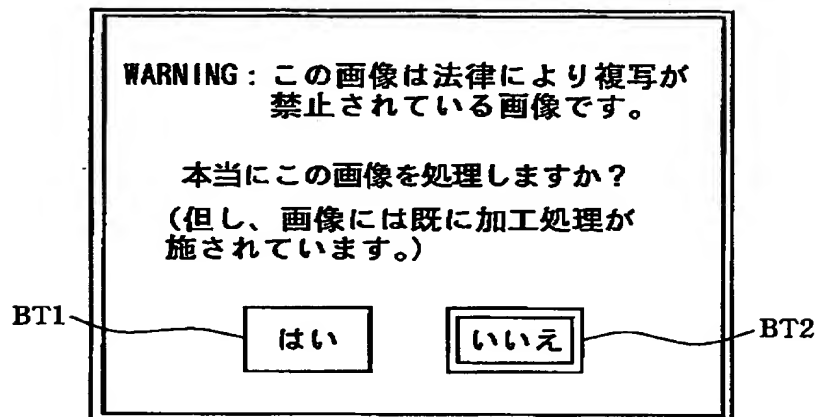 WARNING : この画像は法律により複写が
禁止されている画像です。
本当にこの画像を処理しますか？
(但し、画像には既に加工処理が
施されています。)
BT1 はい いいえ BT2